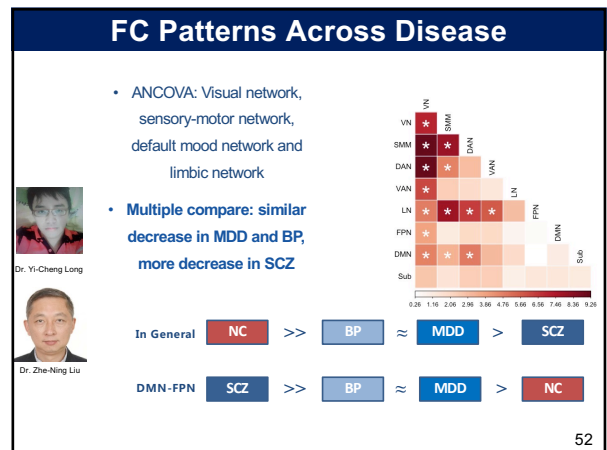 FC Patterns Across Disease
• ANCOVA: Visual network,
sensory-motor network,
default mood network and
limbic network
• Multiple compare: similar
decrease in MDD and BP,
more decrease in SCZ
Dr. Yi-Cheng Long
Dr. Zhe-Ning Liu
VN
SMM
DAN
VAN
LN
FPN
DMN
Sub
VN *
SMM * *
DAN * *
VAN *
LN * * * *
FPN *
DMN * * *
Sub
0.26 1.16 2.06 2.96 3.86 4.76 5.66 6.56 7.46 8.36 9.26
In General NC >> BP ≈ MDD > SCZ
DMN-FPN SCZ >> BP ≈ MDD > NC
52